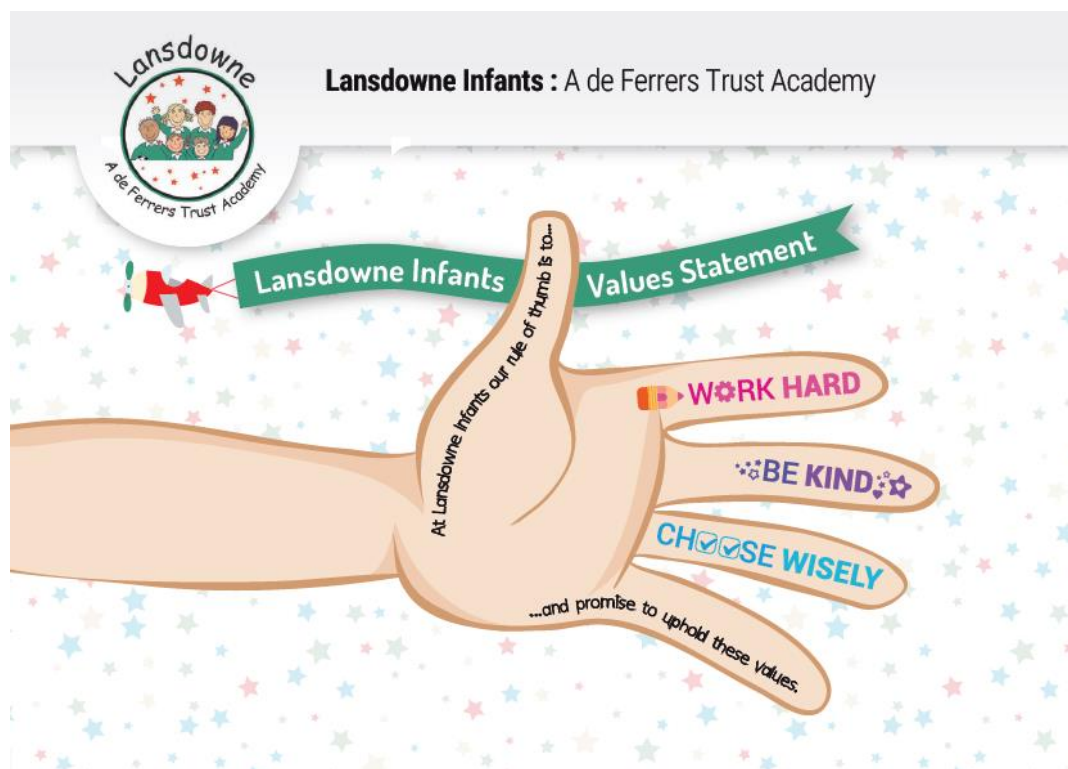 Lansdowne
A de Ferrers Trust Academy
Lansdowne Infants : A de Ferrers Trust Academy
Lansdowne Infants Values Statement
At Lansdowne Infants our rule of thumb is to...
WORK HARD
BE KIND
CHOOSE WISELY
...and promise to uphold these values.